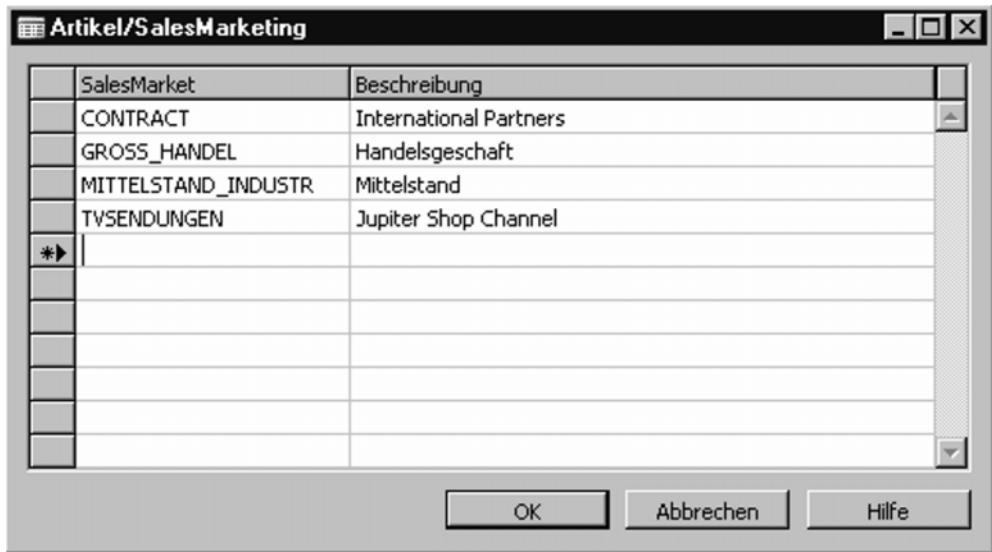 Artikel/SalesMarketing
SalesMarket Beschreibung
CONTRACT International Partners
GROSS_HANDEL Handelsgeschaft
MITTELSTAND_INDUSTR Mittelstand
TVSENDUNGEN Jupiter Shop Channel
OK Abbrechen Hilfe